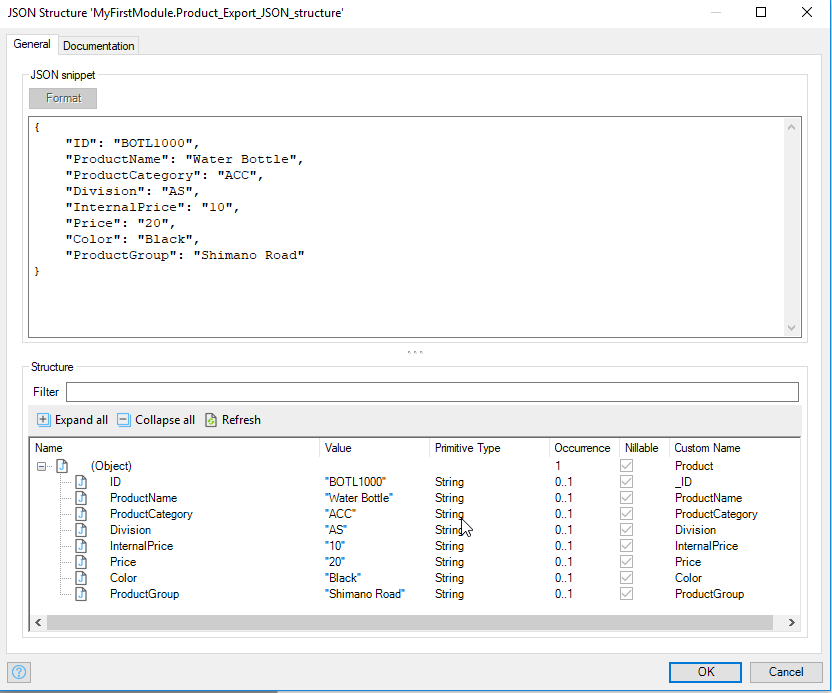 JSON Structure 'MyFirstModule.Product_Export_JSON_structure'
General Documentation
JSON snippet
Format
{
"ID": "BOTL1000",
"ProductName": "Water Bottle",
"ProductCategory": "ACC",
"Division": "AS",
"InternalPrice": "10",
"Price": "20",
"Color": "Black",
"ProductGroup": "Shimano Road"
}
Structure
Filter
Expand all Collapse all Refresh
Name Value Primitive Type Occurrence Nillable Custom Name
(Object) 1 Product
ID "BOTL1000" String 0..1 _ID
ProductName "Water Bottle" String 0..1 ProductName
ProductCategory "ACC" String 0..1 ProductCategory
Division "AS" String 0..1 Division
InternalPrice "10" String 0..1 InternalPrice
Price "20" String 0..1 Price
Color "Black" String 0..1 Color
ProductGroup "Shimano Road" String 0..1 ProductGroup
OK Cancel